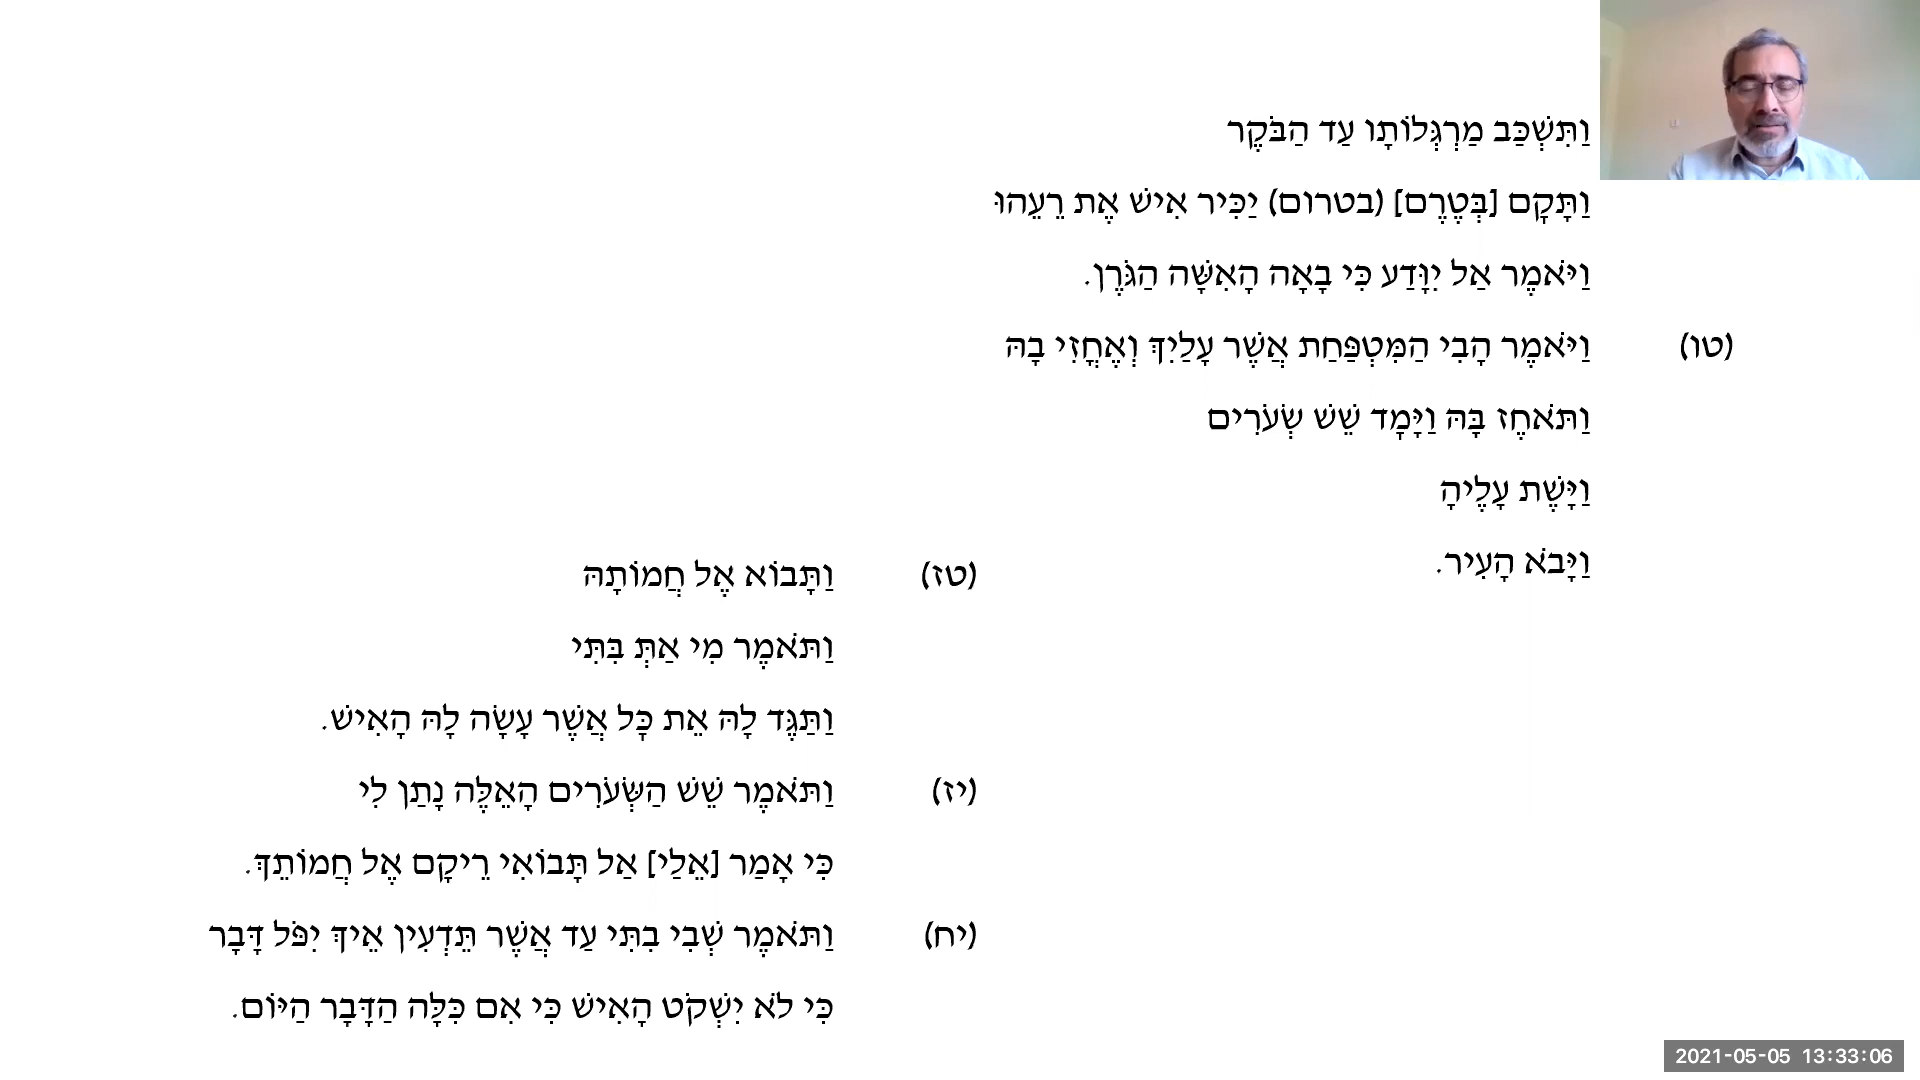 וַתִּשְׁכַּב מַרְגְּלוֹתָו עַד הַבֹּקֶר
וַתָּקָם [בְּטֶרֶם] (בטרום) יַכִּיר אִישׁ אֶת רֵעֵהוּ
וַיֹּאמֶר אַל יִוָּדַע כִּי בָאָה הָאִשָּׁה הַגֹּרֶן.
(טו) וַיֹּאמֶר הָבִי הַמִּטְפַּחַת אֲשֶׁר עָלַיִךְ וְאֶחֳזִי בָהּ
וַתֹּאחֶז בָּהּ וַיָּמָד שֵׁשׁ שְׂעֹרִים
וַיָּשֶׁת עָלֶיהָ
וַיָּבֹא הָעִיר.
(טז) וַתָּבוֹא אֶל חֲמוֹתָהּ
וַתֹּאמֶר מִי אַתְּ בִּתִּי
וַתַּגֶּד לָהּ אֵת כָּל אֲשֶׁר עָשָׂה לָהּ הָאִישׁ.
(יז) וַתֹּאמֶר שֵׁשׁ הַשְּׂעֹרִים הָאֵלֶּה נָתַן לִי
כִּי אָמַר [אֵלַי] אַל תָּבוֹאִי רֵיקָם אֶל חֲמוֹתֵךְ.
(יח) וַתֹּאמֶר שְׁבִי בִתִּי עַד אֲשֶׁר תֵּדְעִין אֵיךְ יִפֹּל דָּבָר
כִּי לֹא יִשְׁקֹט הָאִישׁ כִּי אִם כִּלָּה הַדָּבָר הַיּוֹם.
2021-05-05 13:33:06